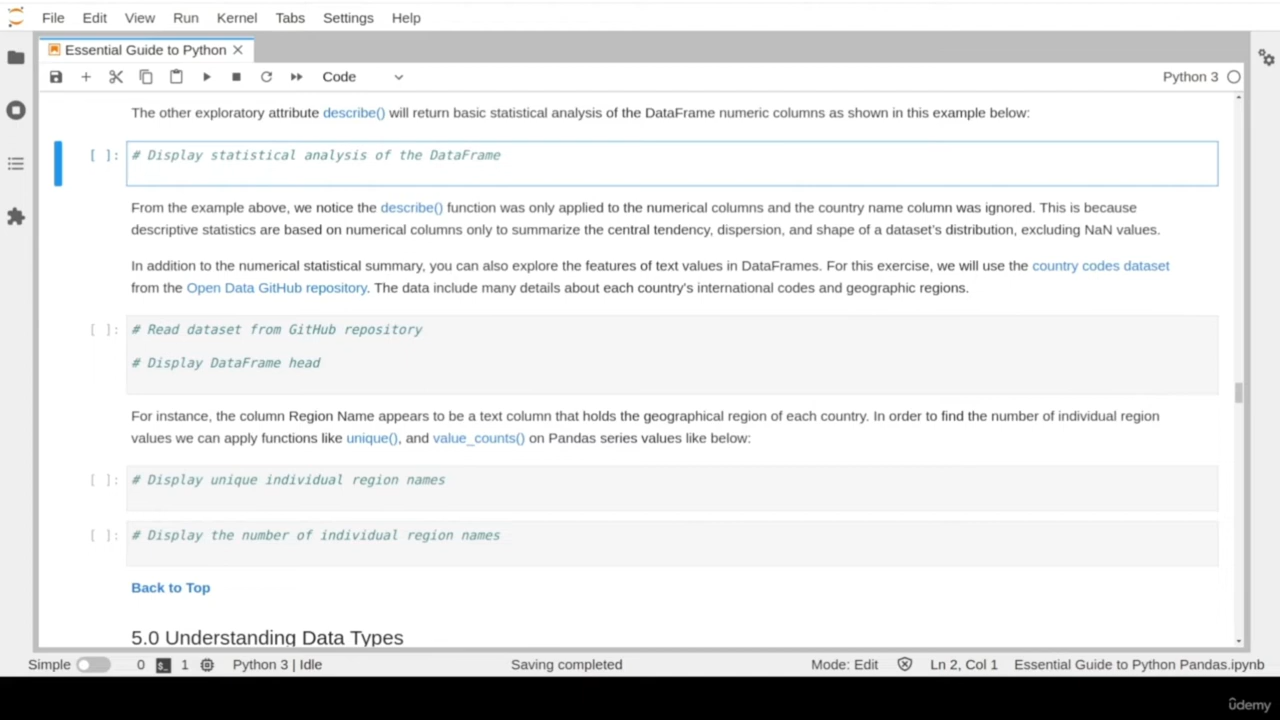 File Edit View Run Kernel Tabs Settings Help
Essential Guide to Python
Code
Python 3
The other exploratory attribute describe() will return basic statistical analysis of the DataFrame numeric columns as shown in this example below:
[ ]: # Display statistical analysis of the DataFrame
From the example above, we notice the describe() function was only applied to the numerical columns and the country name column was ignored. This is because
descriptive statistics are based on numerical columns only to summarize the central tendency, dispersion, and shape of a dataset's distribution, excluding NaN values.
In addition to the numerical statistical summary, you can also explore the features of text values in DataFrames. For this exercise, we will use the country codes dataset
from the Open Data GitHub repository. The data include many details about each country's international codes and geographic regions.
[ ]: # Read dataset from GitHub repository
# Display DataFrame head
For instance, the column Region Name appears to be a text column that holds the geographical region of each country. In order to find the number of individual region
values we can apply functions like unique(), and value_counts() on Pandas series values like below:
[ ]: # Display unique individual region names
[ ]: # Display the number of individual region names
Back to Top
5.0 Understanding Data Types
Simple 0 $_ 1 Python 3 | Idle Saving completed Mode: Edit Ln 2, Col 1 Essential Guide to Python Pandas.ipynb
ûdemy